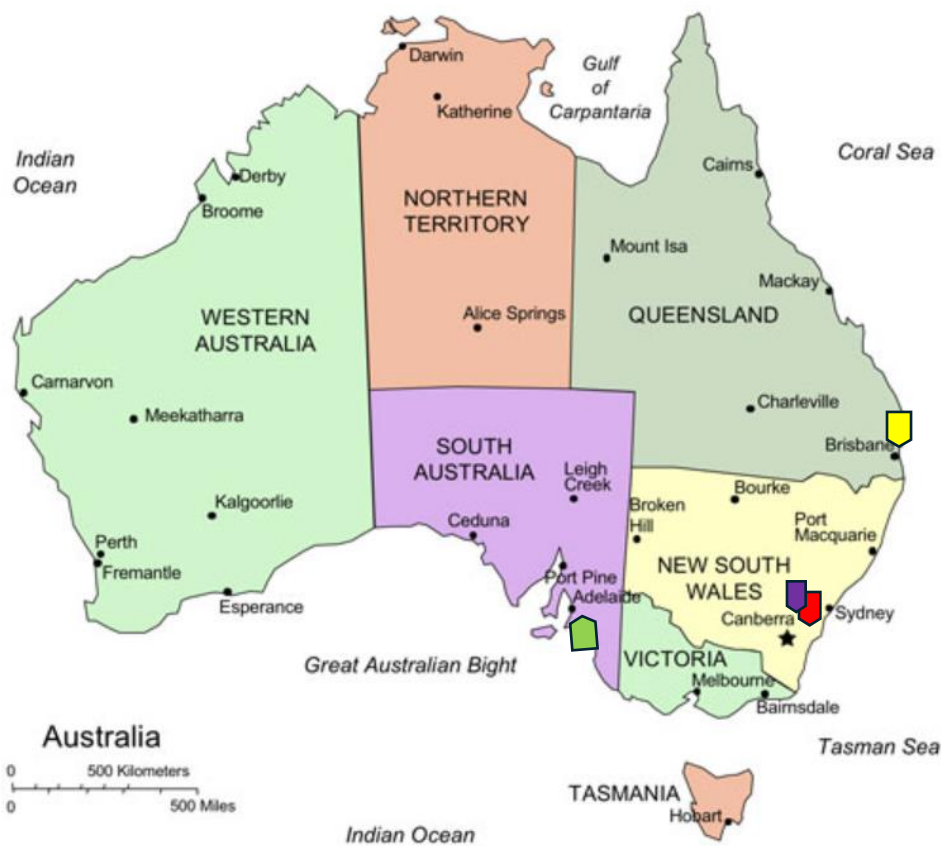 Darwin
Gulf
of
Carpantaria
Katherine
Indian
Ocean
Coral Sea
Cairns
Derby
Broome
NORTHERN
TERRITORY
Mount Isa
Mackay
WESTERN
AUSTRALIA
Alice Springs
QUEENSLAND
Carnarvon
Meekatharra
Charleville
SOUTH
AUSTRALIA
Brisbane
Leigh
Creek
Bourke
Kalgoorlie
Broken
Hill
Ceduna
Port
Macquarie
Perth
Fremantle
Port Pine
NEW SOUTH
WALES
Esperance
Adelaide
Canberra
Sydney
Great Australian Bight
VICTORIA
Melbourne
Bairnsdale
Australia
Tasman Sea
0 500 Kilometers
0 500 Miles
TASMANIA
Hobart
Indian Ocean